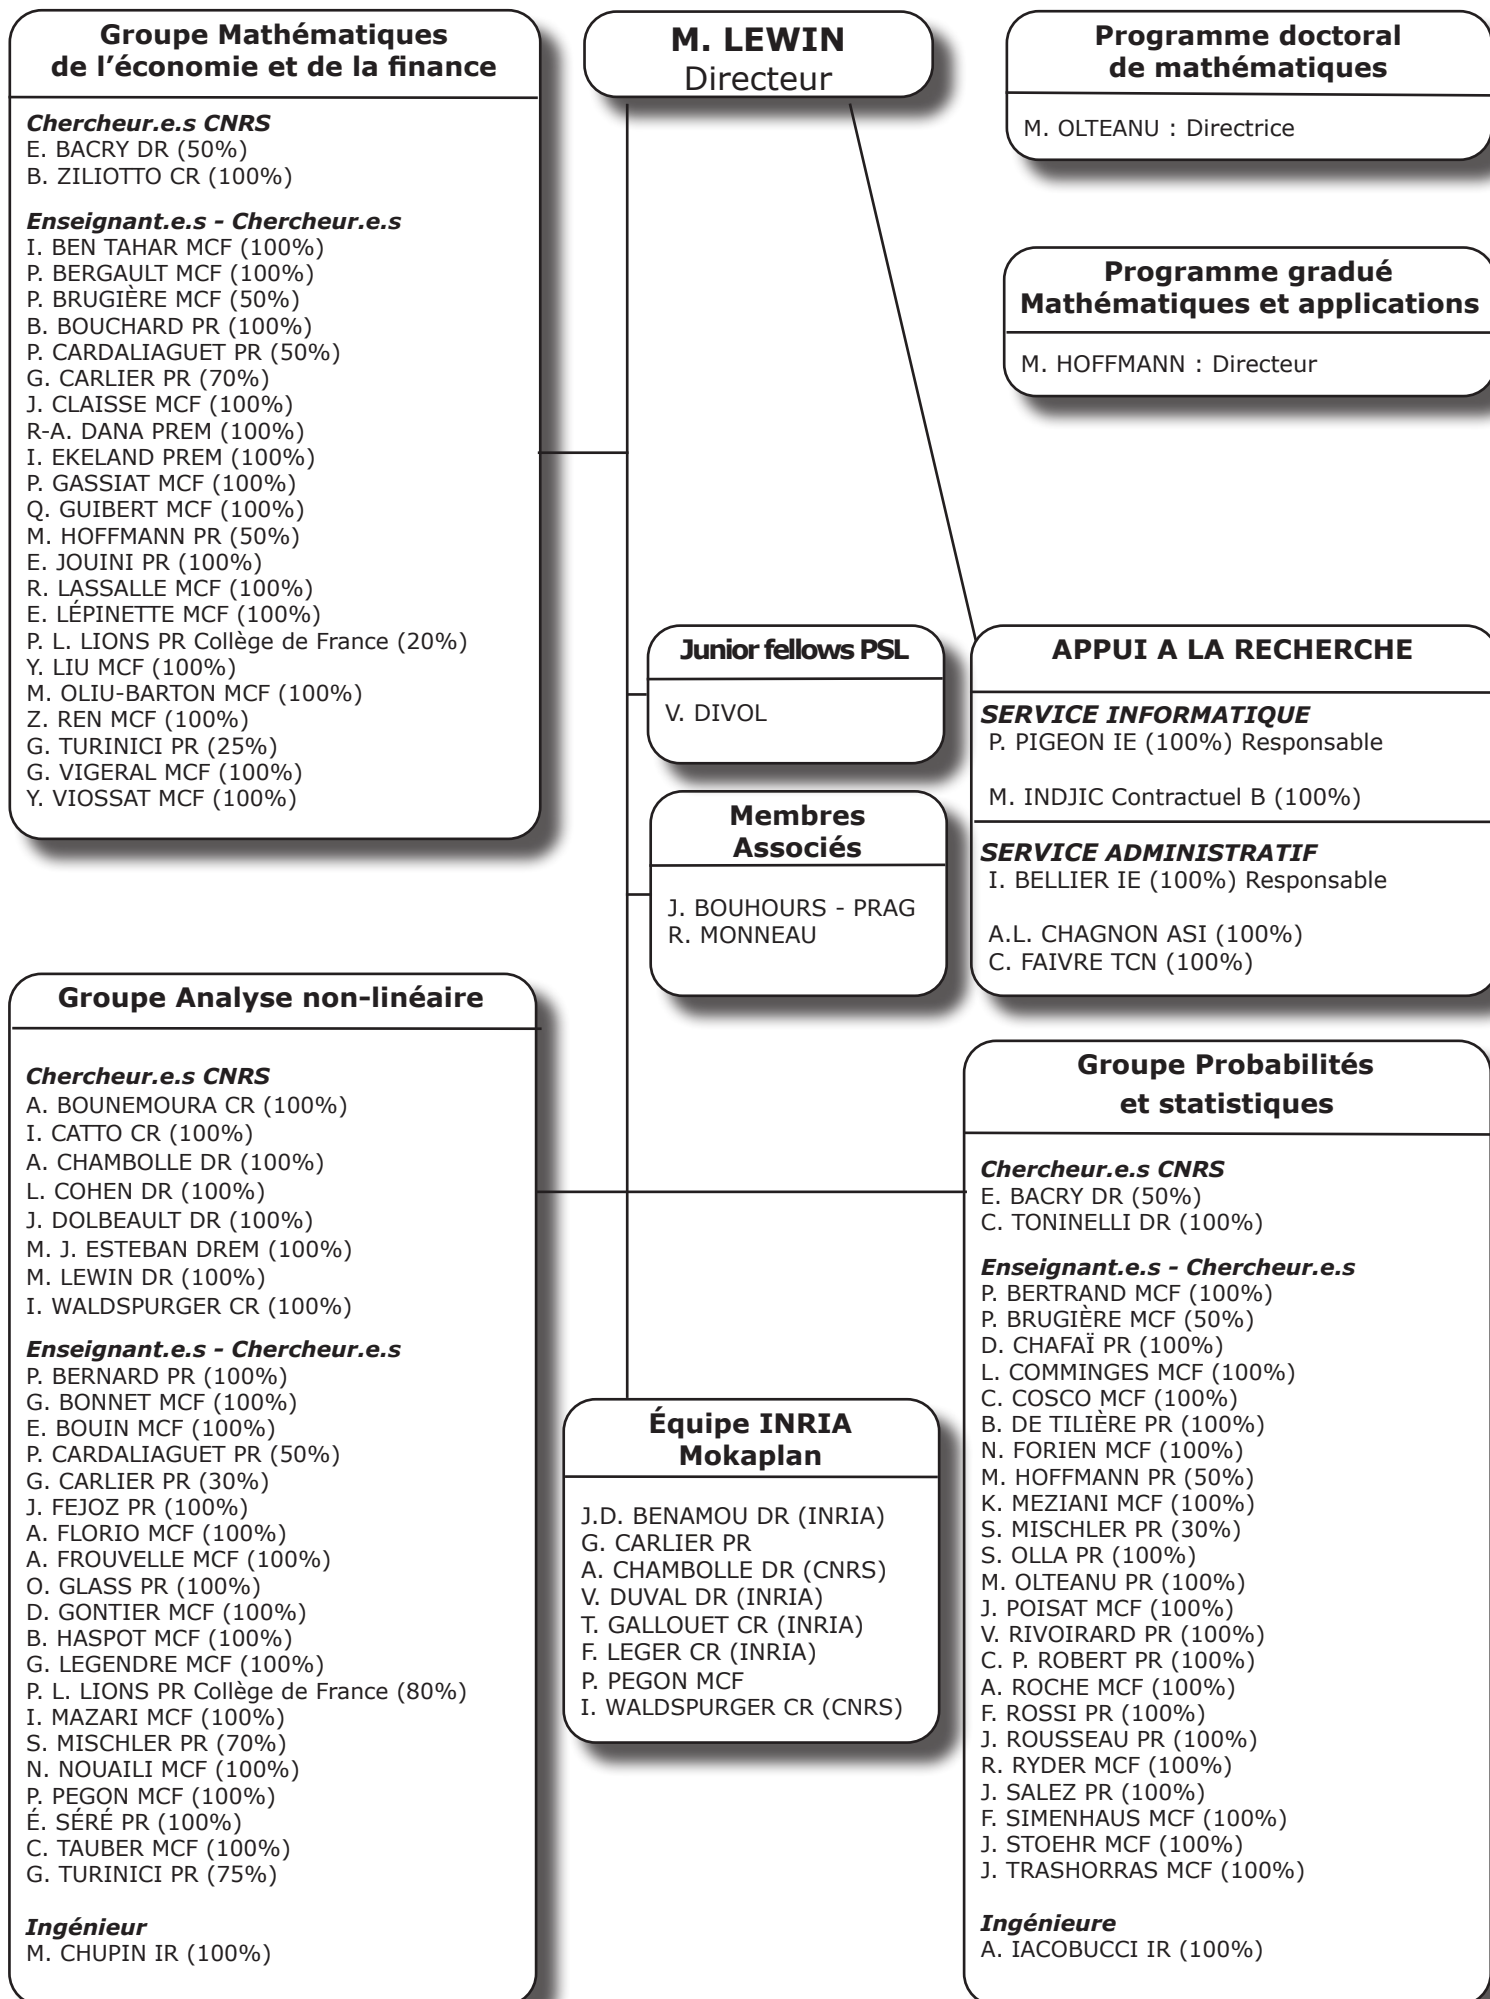 Groupe Mathématiques
de l'économie et de la finance
Chercheur.e.s CNRS
E. BACRY DR (50%)
B. ZILIOTTO CR (100%)
Enseignant.e.s - Chercheur.e.s
I. BEN TAHAR MCF (100%)
P. BERGAULT MCF (100%)
P. BRUGIÈRE MCF (50%)
B. BOUCHARD PR (100%)
P. CARDALIAGUET PR (50%)
G. CARLIER PR (70%)
J. CLAISSE MCF (100%)
R-A. DANA PREM (100%)
I. EKELAND PREM (100%)
P. GASSIAT MCF (100%)
Q. GUIBERT MCF (100%)
M. HOFFMANN PR (50%)
E. JOUINI PR (100%)
R. LASSALLE MCF (100%)
E. LÉPINETTE MCF (100%)
P. L. LIONS PR Collège de France (20%)
Y. LIU MCF (100%)
M. OLIU-BARTON MCF (100%)
Z. REN MCF (100%)
G. TURINICI PR (25%)
G. VIGERAL MCF (100%)
Y. VIOSSAT MCF (100%)
M. LEWIN
Directeur
Programme doctoral
de mathématiques
M. OLTEANU : Directrice
Programme gradué
Mathématiques et applications
M. HOFFMANN : Directeur
Junior fellows PSL
V. DIVOL
Membres
Associés
J. BOUHOURS - PRAG
R. MONNEAU
APPUI A LA RECHERCHE
SERVICE INFORMATIQUE
P. PIGEON IE (100%) Responsable
M. INDJIC Contractuel B (100%)
SERVICE ADMINISTRATIF
I. BELLIER IE (100%) Responsable
A.L. CHAGNON ASI (100%)
C. FAIVRE TCN (100%)
Groupe Analyse non-linéaire
Chercheur.e.s CNRS
A. BOUNEMOURA CR (100%)
I. CATTO CR (100%)
A. CHAMBOLLE DR (100%)
L. COHEN DR (100%)
J. DOLBEAULT DR (100%)
M. J. ESTEBAN DREM (100%)
M. LEWIN DR (100%)
I. WALDSPURGER CR (100%)
Enseignant.e.s - Chercheur.e.s
P. BERNARD PR (100%)
G. BONNET MCF (100%)
E. BOUIN MCF (100%)
P. CARDALIAGUET PR (50%)
G. CARLIER PR (30%)
J. FEJOZ PR (100%)
A. FLORIO MCF (100%)
A. FROUVELLE MCF (100%)
O. GLASS PR (100%)
D. GONTIER MCF (100%)
B. HASPOT MCF (100%)
G. LEGENDRE MCF (100%)
P. L. LIONS PR Collège de France (80%)
I. MAZARI MCF (100%)
S. MISCHLER PR (70%)
N. NOUAILI MCF (100%)
P. PEGON MCF (100%)
É. SÉRÉ PR (100%)
C. TAUBER MCF (100%)
G. TURINICI PR (75%)
Ingénieur
M. CHUPIN IR (100%)
Équipe INRIA
Mokaplan
J.D. BENAMOU DR (INRIA)
G. CARLIER PR
A. CHAMBOLLE DR (CNRS)
V. DUVAL DR (INRIA)
T. GALLOUET CR (INRIA)
F. LEGER CR (INRIA)
P. PEGON MCF
I. WALDSPURGER CR (CNRS)
Groupe Probabilités
et statistiques
Chercheur.e.s CNRS
E. BACRY DR (50%)
C. TONINELLI DR (100%)
Enseignant.e.s - Chercheur.e.s
P. BERTRAND MCF (100%)
P. BRUGIÈRE MCF (50%)
D. CHAFAÏ PR (100%)
L. COMMINGES MCF (100%)
C. COSCO MCF (100%)
B. DE TILIÈRE PR (100%)
N. FORIEN MCF (100%)
M. HOFFMANN PR (50%)
K. MEZIANI MCF (100%)
S. MISCHLER PR (30%)
S. OLLA PR (100%)
M. OLTEANU PR (100%)
J. POISAT MCF (100%)
V. RIVOIRARD PR (100%)
C. P. ROBERT PR (100%)
A. ROCHE MCF (100%)
F. ROSSI PR (100%)
J. ROUSSEAU PR (100%)
R. RYDER MCF (100%)
J. SALEZ PR (100%)
F. SIMENHAUS MCF (100%)
J. STOEHR MCF (100%)
J. TRASHORRAS MCF (100%)
Ingénieure
A. IACOBUCCI IR (100%)